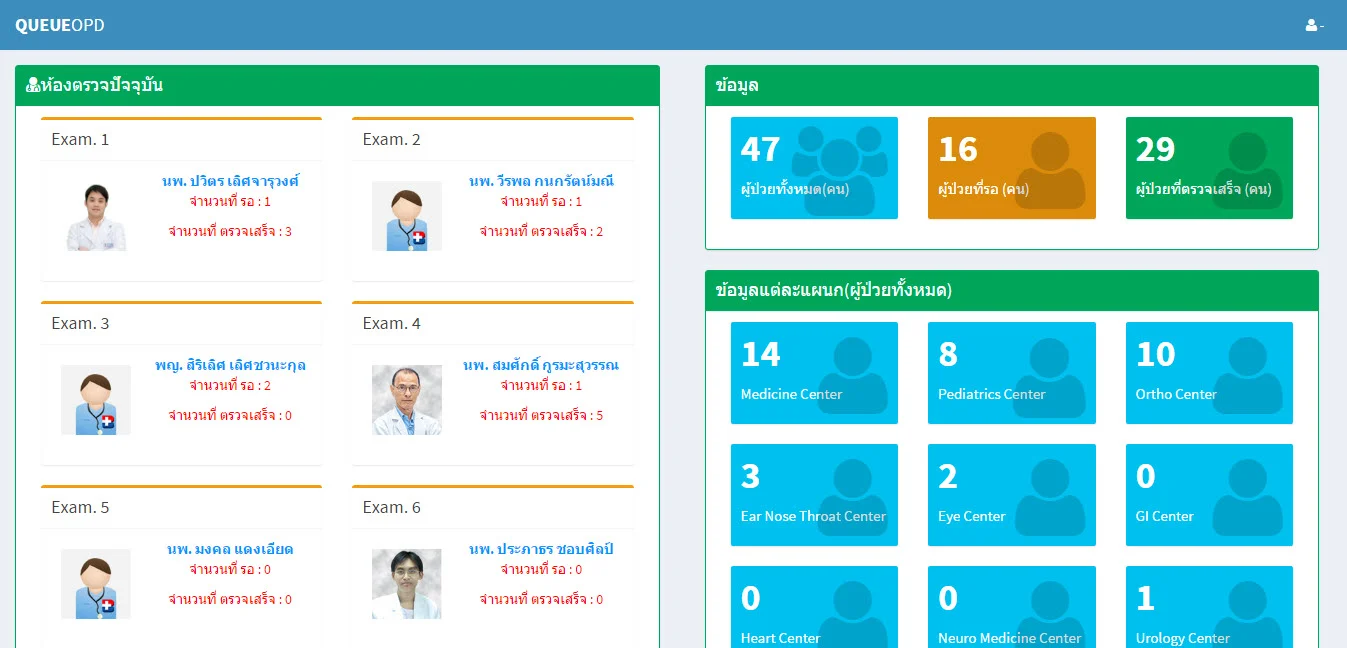 QUEUEOPD
-
ห้องตรวจปัจจุบัน
Exam. 1
นพ. ปวิตร เลิศจารุวงศ์
จำนวนที่ รอ : 1
จำนวนที่ ตรวจเสร็จ : 3
Exam. 2
นพ. วีรพล กนกรัตน์มณี
จำนวนที่ รอ : 1
จำนวนที่ ตรวจเสร็จ : 2
Exam. 3
พญ. สิริเลิศ เลิศชวนะกุล
จำนวนที่ รอ : 2
จำนวนที่ ตรวจเสร็จ : 0
Exam. 4
นพ. สมศักดิ์ กูรมะสุวรรณ
จำนวนที่ รอ : 1
จำนวนที่ ตรวจเสร็จ : 5
Exam. 5
นพ. มงคล แดงเอียด
จำนวนที่ รอ : 0
จำนวนที่ ตรวจเสร็จ : 0
Exam. 6
นพ. ประภาธร ชอบศิลป์
จำนวนที่ รอ : 0
จำนวนที่ ตรวจเสร็จ : 0
ข้อมูล
47
ผู้ป่วยทั้งหมด(คน)
16
ผู้ป่วยที่รอ (คน)
29
ผู้ป่วยที่ตรวจเสร็จ (คน)
ข้อมูลแต่ละแผนก(ผู้ป่วยทั้งหมด)
14
Medicine Center
8
Pediatrics Center
10
Ortho Center
3
Ear Nose Throat Center
2
Eye Center
0
GI Center
0
Heart Center
0
Neuro Medicine Center
1
Urology Center